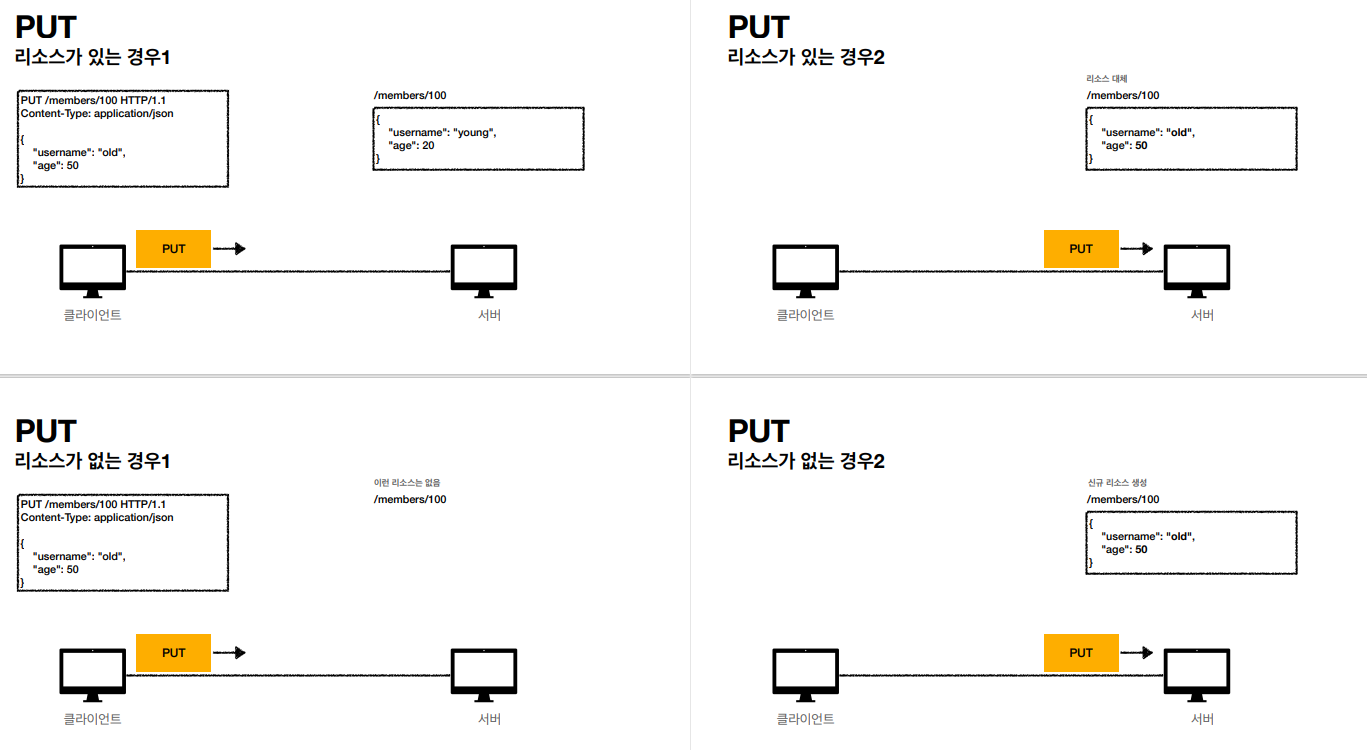 PUT
리소스가 있는 경우1
PUT /members/100 HTTP/1.1
Content-Type: application/json
{
"username": "old",
"age": 50
}
/members/100
{
"username": "young",
"age": 20
}
PUT
클라이언트
서버
PUT
리소스가 있는 경우2
리소스 대체
/members/100
{
"username": "old",
"age": 50
}
PUT
클라이언트
서버
PUT
리소스가 없는 경우1
PUT /members/100 HTTP/1.1
Content-Type: application/json
{
"username": "old",
"age": 50
}
이런 리소스는 없음
/members/100
PUT
클라이언트
서버
PUT
리소스가 없는 경우2
신규 리소스 생성
/members/100
{
"username": "old",
"age": 50
}
PUT
클라이언트
서버